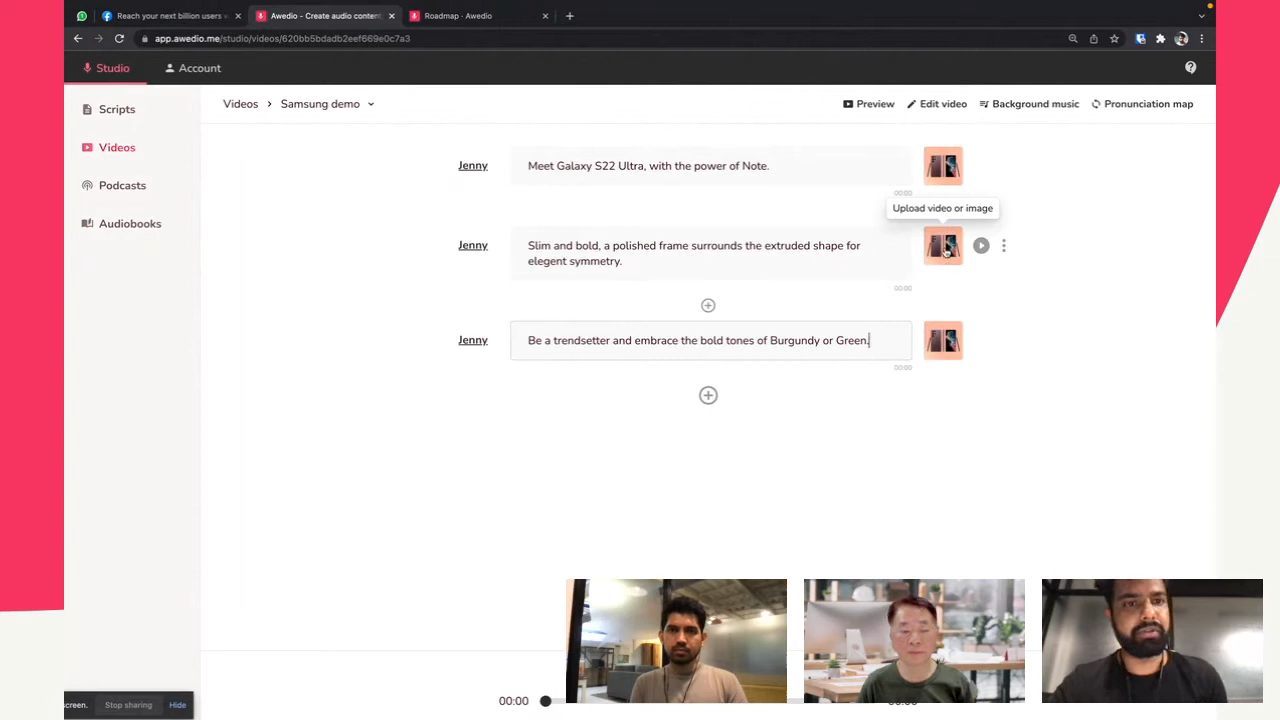 Reach your next billion users w
Awedio - Create audio conten
Roadmap - Awedio
app.awedio.me/studio/videos/620bb5bdadb2eef669e0c7a3
Studio
Account
Scripts
Videos
Podcasts
Audiobooks
Videos > Samsung demo
Preview
Edit video
Background music
Pronunciation map
Jenny
Meet Galaxy S22 Ultra, with the power of Note.
00:00
Upload video or image
Jenny
Slim and bold, a polished frame surrounds the extruded shape for
elegent symmetry.
00:00
Jenny
Be a trendsetter and embrace the bold tones of Burgundy or Green.
00:00
screen.
Stop sharing
Hide
00:00
00:00